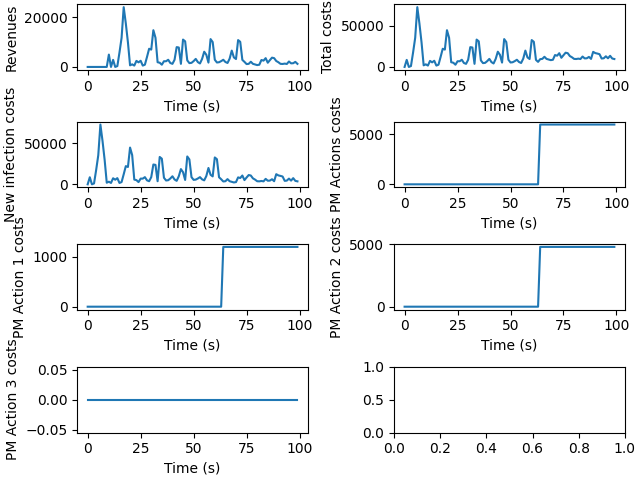 Revenues
20000
0
0 25 50 75 100
Time (s)
Total costs
50000
0
0 25 50 75 100
Time (s)
New infection costs
50000
0
0 25 50 75 100
Time (s)
PM Actions costs
5000
0
0 25 50 75 100
Time (s)
PM Action 1 costs
1000
0
0 25 50 75 100
Time (s)
PM Action 2 costs
5000
0
0 25 50 75 100
Time (s)
PM Action 3 costs
0.05
0.00
−0.05
0 25 50 75 100
Time (s)
1.0
0.5
0.0
0.0 0.2 0.4 0.6 0.8 1.0